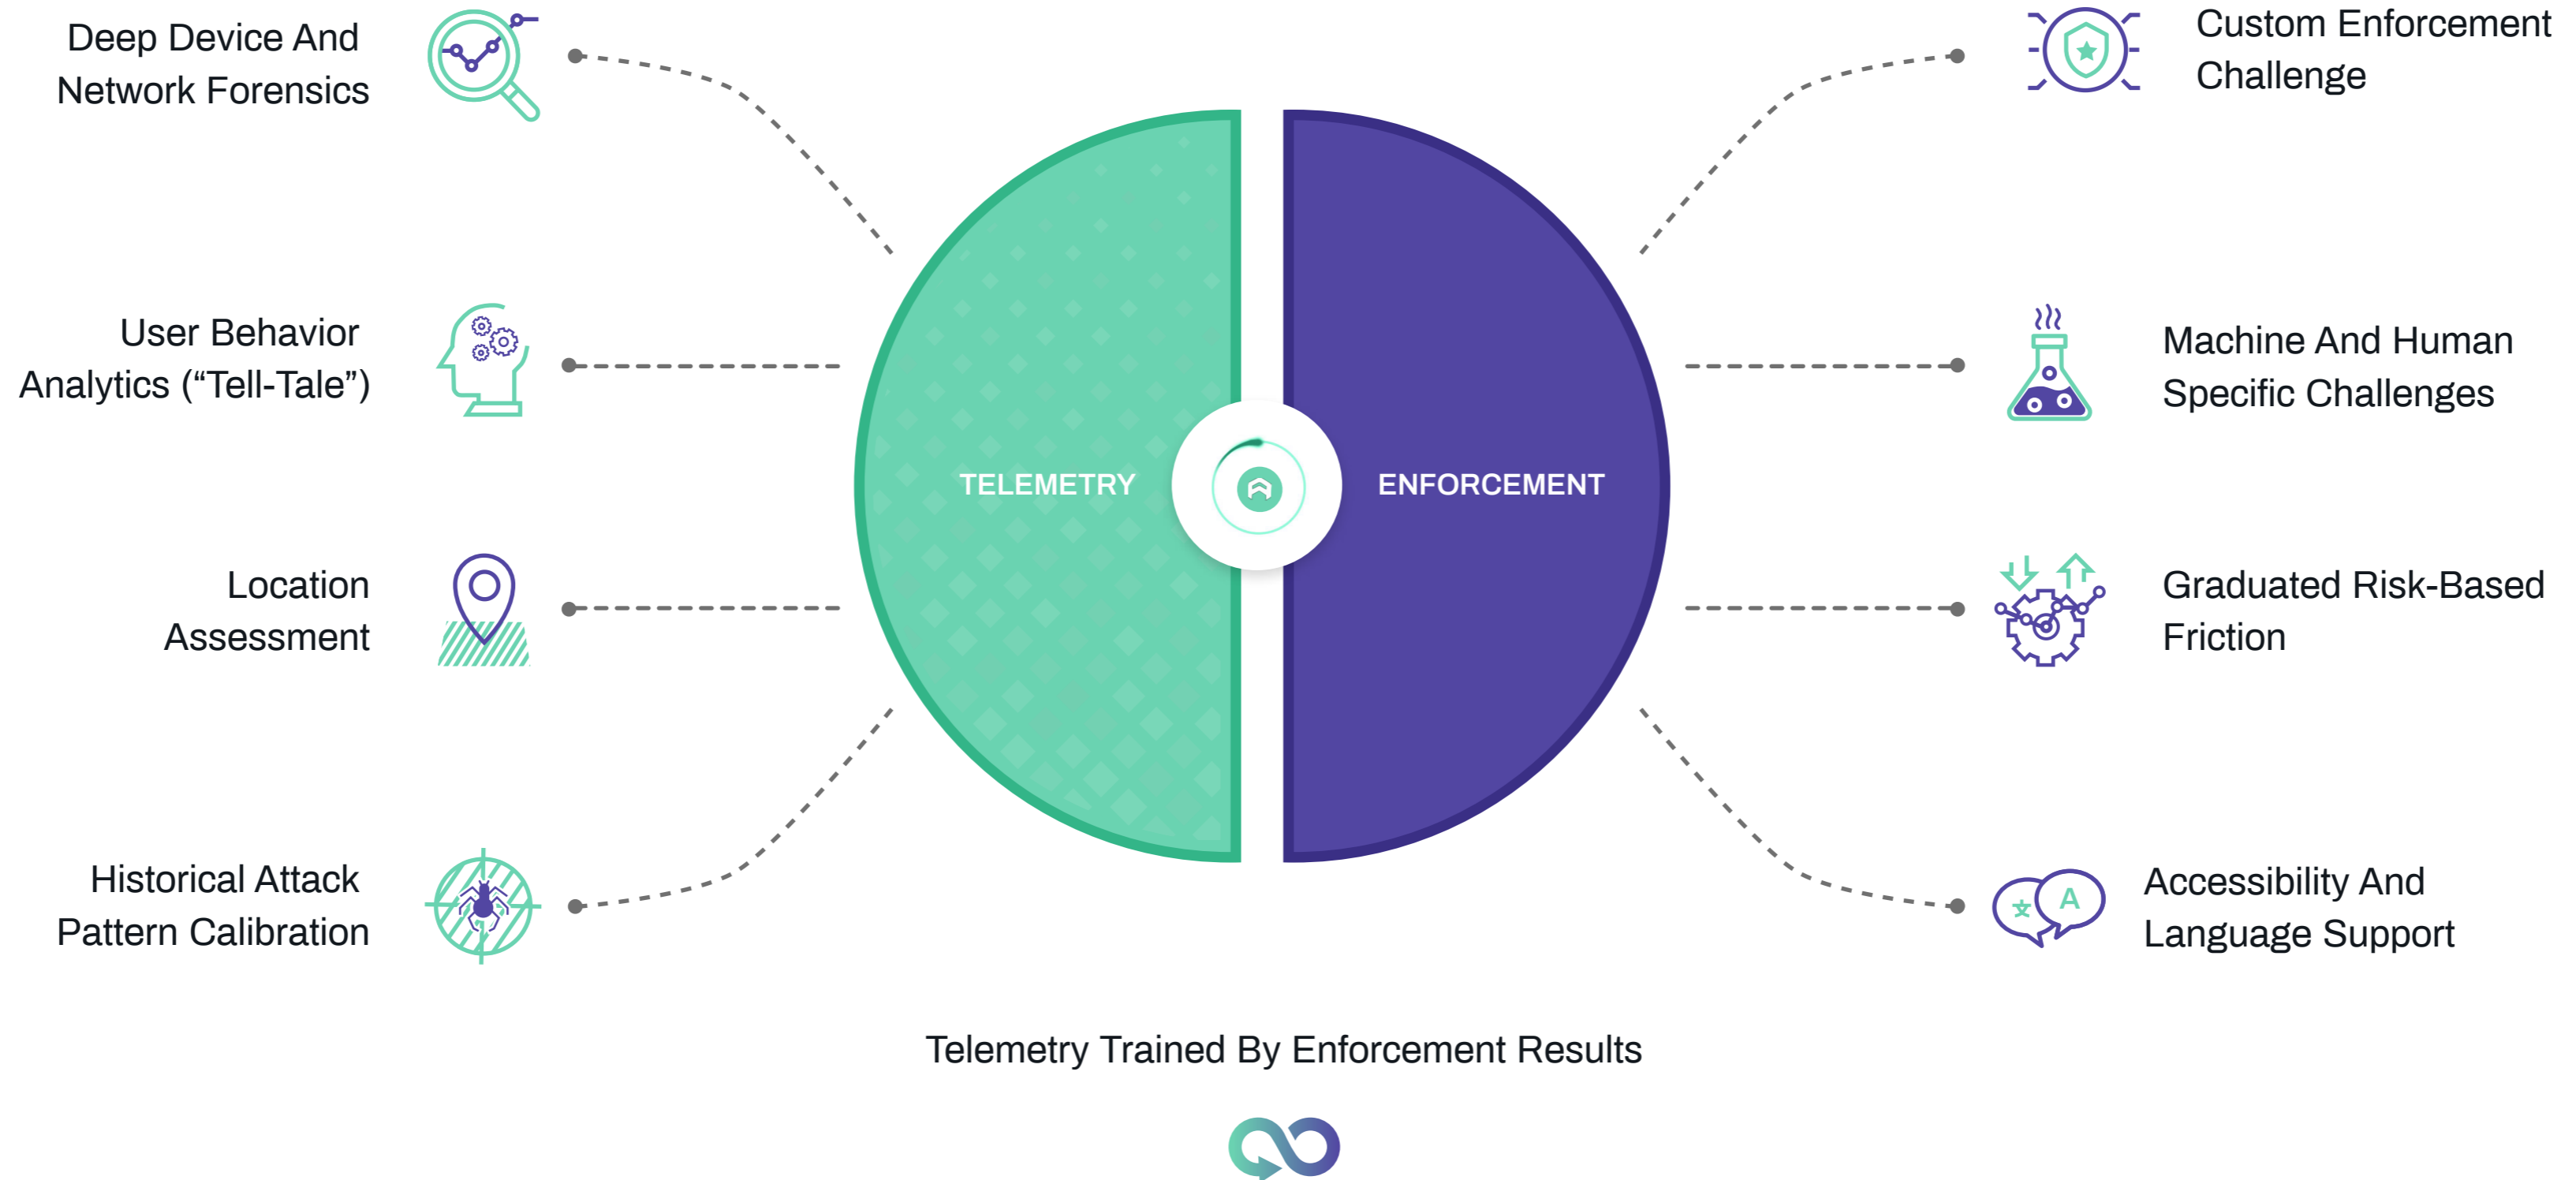 Deep Device And
Network Forensics
User Behavior
Analytics (“Tell-Tale”)
Location
Assessment
Historical Attack
Pattern Calibration
TELEMETRY
ENFORCEMENT
Custom Enforcement
Challenge
Machine And Human
Specific Challenges
Graduated Risk-Based
Friction
文 A
Accessibility And
Language Support
Telemetry Trained By Enforcement Results